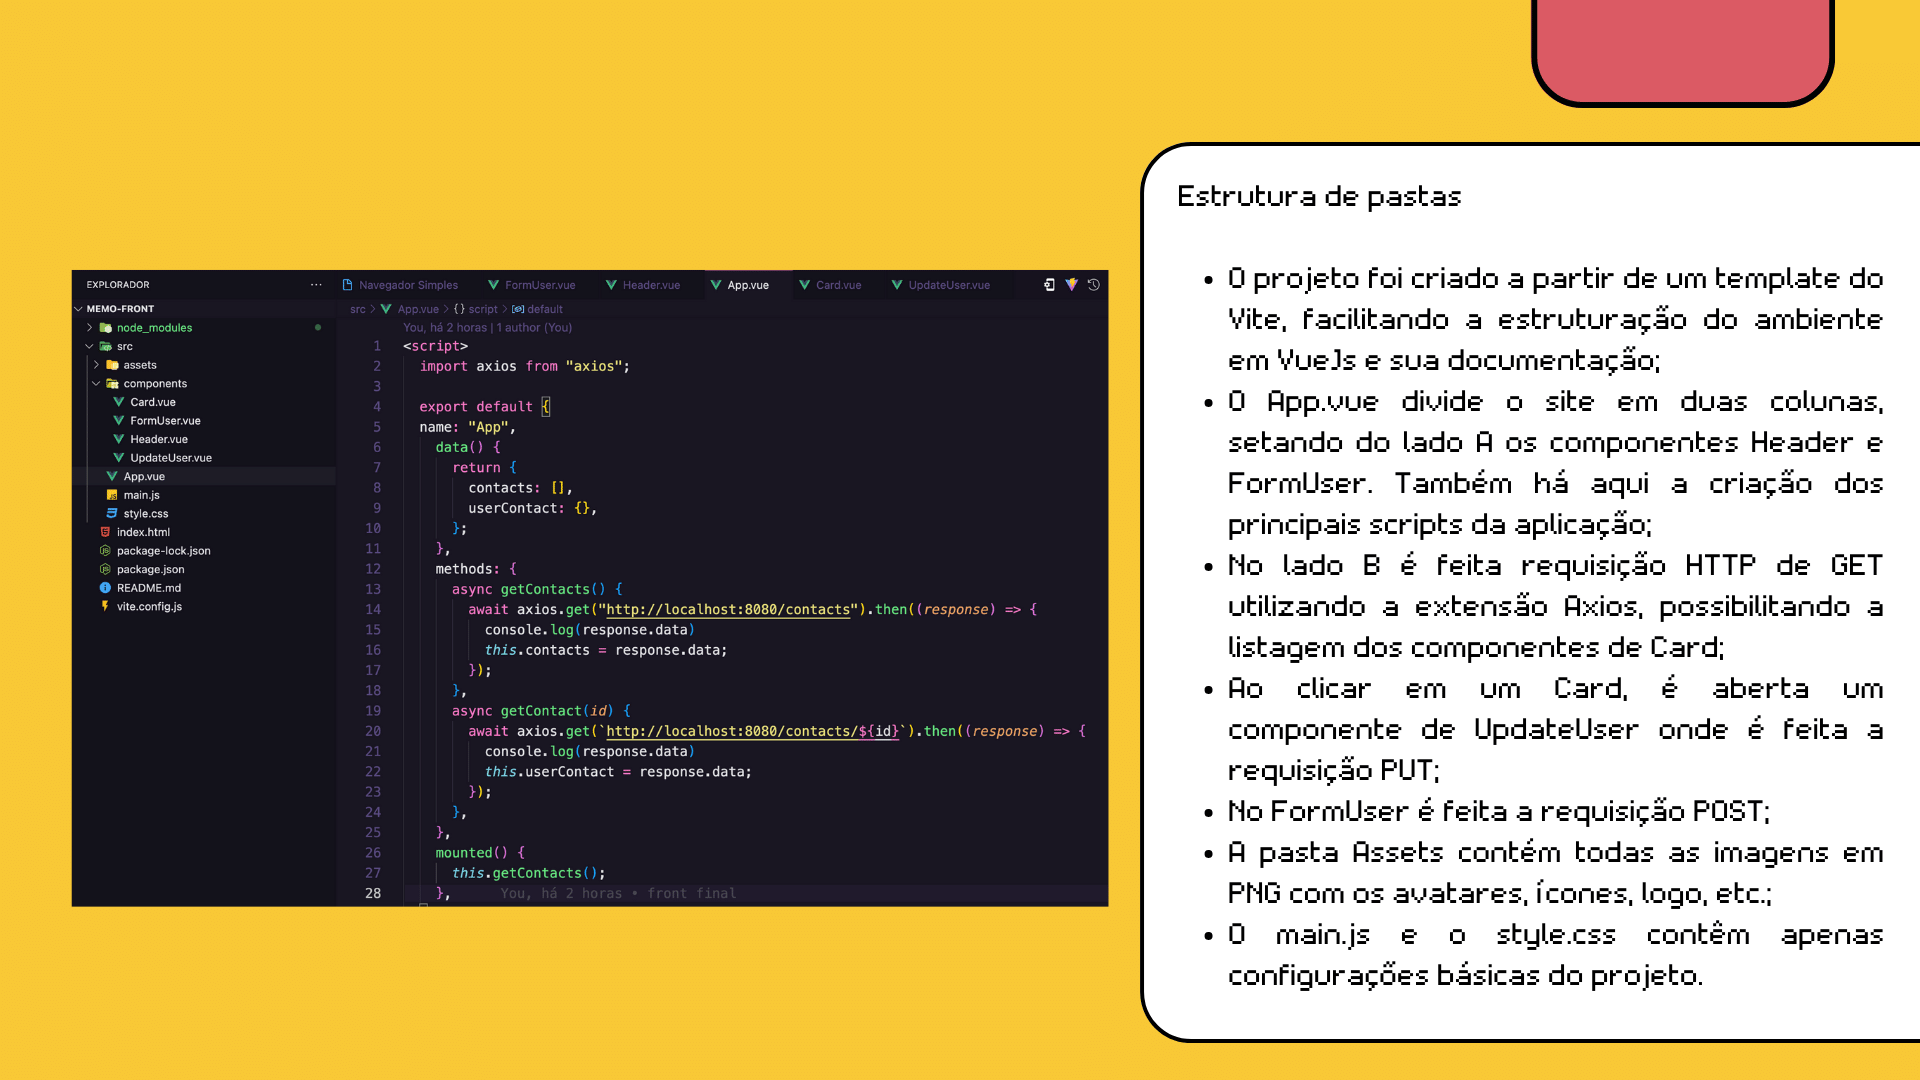 EXPLORADOR
MEMO-FRONT
node_modules
src
assets
components
Card.vue
FormUser.vue
Header.vue
UpdateUser.vue
App.vue
main.js
style.css
index.html
package-lock.json
package.json
README.md
vite.config.js
Navegador Simples FormUser.vue Header.vue App.vue Card.vue UpdateUser.vue
src > App.vue > {} script > default
You, há 2 horas | 1 author (You)
1 <script>
2 import axios from "axios";
3
4 export default {
5 name: "App",
6 data() {
7 return {
8 contacts: [],
9 userContact: {},
10 };
11 },
12 methods: {
13 async getContacts() {
14 await axios.get("http://localhost:8080/contacts").then((response) => {
15 console.log(response.data)
16 this.contacts = response.data;
17 });
18 },
19 async getContact(id) {
20 await axios.get(`http://localhost:8080/contacts/${id}`).then((response) => {
21 console.log(response.data)
22 this.userContact = response.data;
23 });
24 },
25 },
26 mounted() {
27 this.getContacts();
28 }, You, há 2 horas • front final
Estrutura de pastas
• O projeto foi criado a partir de um template do
Vite, facilitando a estruturação do ambiente
em VueJs e sua documentação;
• O App.vue divide o site em duas colunas,
setando do lado A os componentes Header e
FormUser. Também há aqui a criação dos
principais scripts da aplicação;
• No lado B é feita requisição HTTP de GET
utilizando a extensão Axios, possibilitando a
listagem dos componentes de Card;
• Ao clicar em um Card, é aberta um
componente de UpdateUser onde é feita a
requisição PUT;
• No FormUser é feita a requisição POST;
• A pasta Assets contém todas as imagens em
PNG com os avatares, ícones, logo, etc.;
• O main.js e o style.css contêm apenas
configurações básicas do projeto.